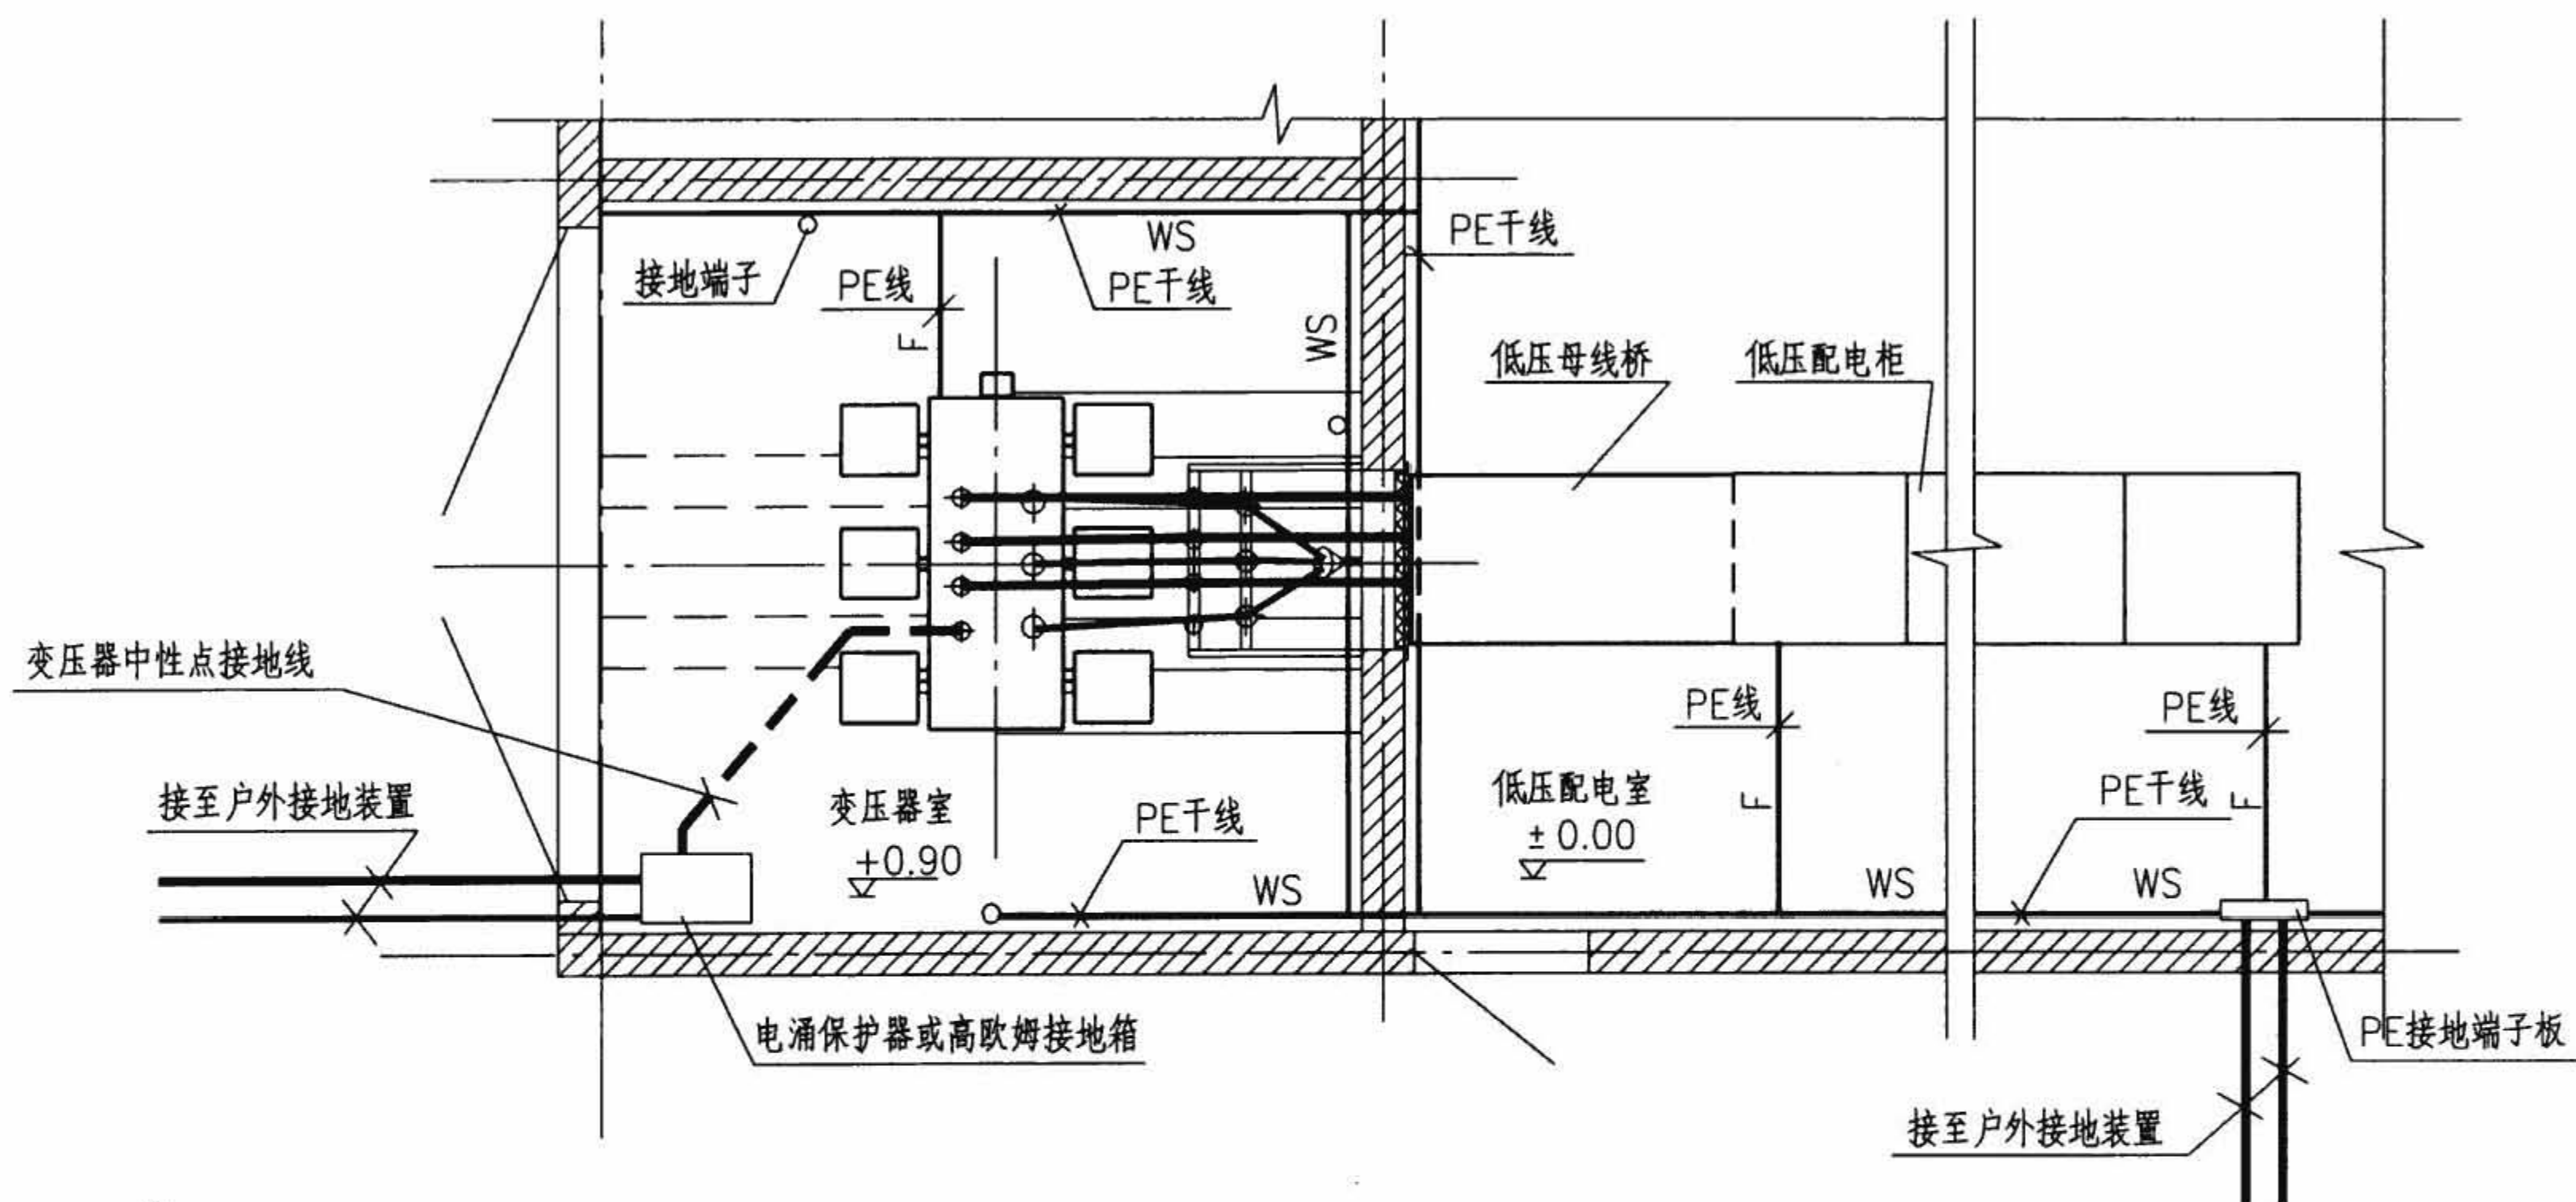 WS
PE干线
接地端子
PE线
PE干线
F
WS
低压母线桥
低压配电柜
变压器中性点接地线
PE线
PE线
接至户外接地装置
变压器室
+0.90
PE干线
低压配电室
±0.00
F
PE干线
F
WS
WS
WS
电涌保护器或高欧姆接地箱
PE接地端子板
接至户外接地装置